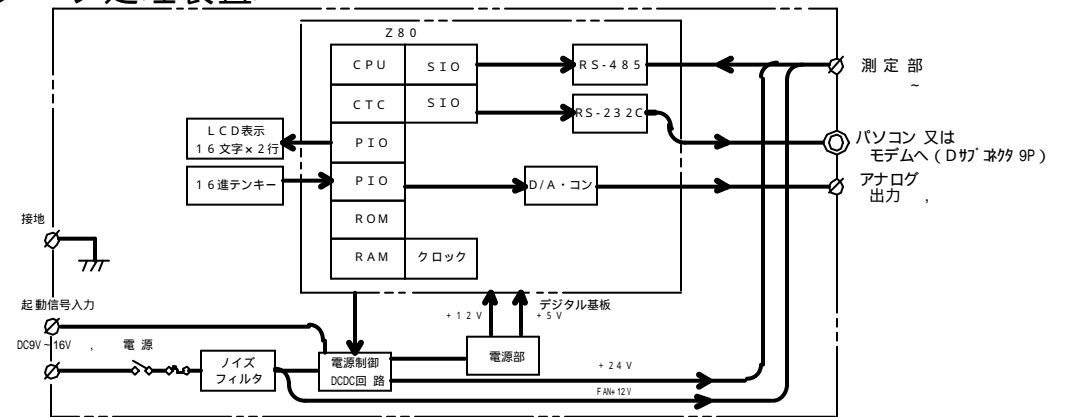 Z80
CPU
SIO
RS-485
測定部
~
CTC
SIO
RS-232C
LCD表示
16文字×2行
PIO
パソコン 又は
モデムへ(Dサブコネクタ 9P)
16進テンキー
PIO
D/A・コン
アナログ
出力 ,
ROM
接地
RAM
クロック
起動信号入力
デジタル基板
+12V
+5V
DC9V~16V ,
電源
ノイズ
フィルタ
電源制御
DCDC回路
電源部
+24V
FAN+12V